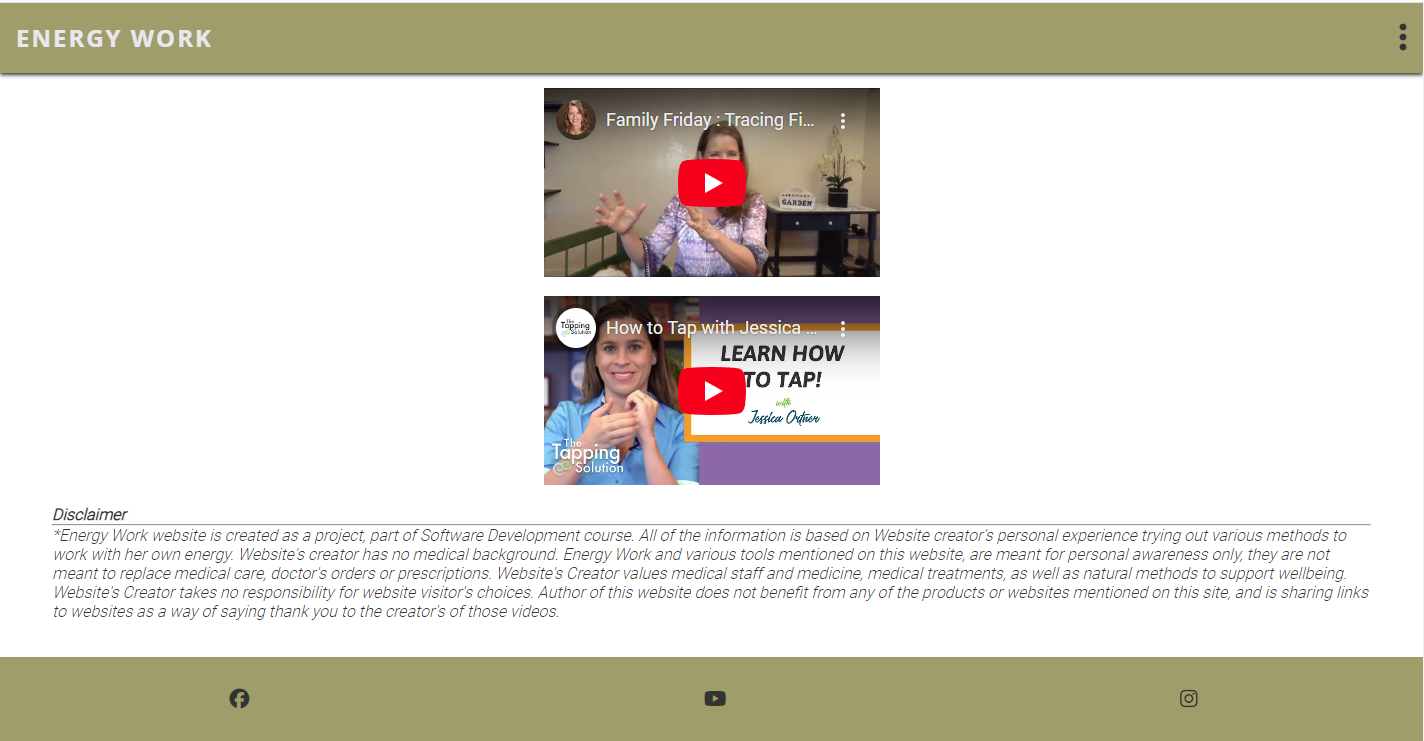 ENERGY WORK
Family Friday : Tracing Fi...
GARDEN
The
Tapping
Solution
How to Tap with Jessica ...
LEARN HOW
TO TAP!
with
Jessica Ortner
The
Tapping
Solution
Disclaimer
*Energy Work website is created as a project, part of Software Development course. All of the information is based on Website creator's personal experience trying out various methods to
work with her own energy. Website's creator has no medical background. Energy Work and various tools mentioned on this website, are meant for personal awareness only, they are not
meant to replace medical care, doctor's orders or prescriptions. Website's Creator values medical staff and medicine, medical treatments, as well as natural methods to support wellbeing.
Website's Creator takes no responsibility for website visitor's choices. Author of this website does not benefit from any of the products or websites mentioned on this site, and is sharing links
to websites as a way of saying thank you to the creator's of those videos.